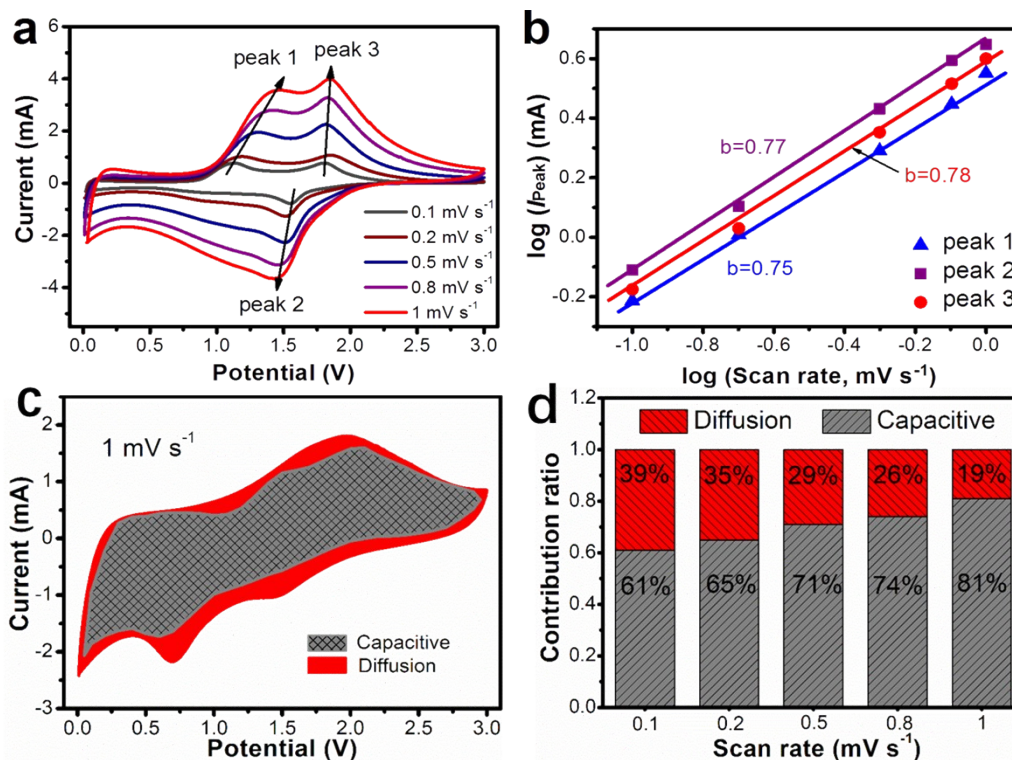 a
6
4
2
0
-2
-4
Current (mA)
peak 1
peak 3
peak 2
0.1 mV s⁻¹
0.2 mV s⁻¹
0.5 mV s⁻¹
0.8 mV s⁻¹
1 mV s⁻¹
0.0 0.5 1.0 1.5 2.0 2.5 3.0
Potential (V)
b
0.6
0.4
0.2
0.0
-0.2
log (IPeak) (mA)
b=0.77
b=0.78
b=0.75
peak 1
peak 2
peak 3
-1.0 -0.8 -0.6 -0.4 -0.2 0.0
log (Scan rate, mV s⁻¹)
c
2
1
0
-1
-2
-3
Current (mA)
1 mV s⁻¹
Capacitive
Diffusion
0.0 0.5 1.0 1.5 2.0 2.5 3.0
Potential (V)
d
1.2
1.0
0.8
0.6
0.4
0.2
0.0
Contribution ratio
Diffusion Capacitive
39% 35% 29% 26% 19%
61% 65% 71% 74% 81%
0.1 0.2 0.5 0.8 1
Scan rate (mV s⁻¹)